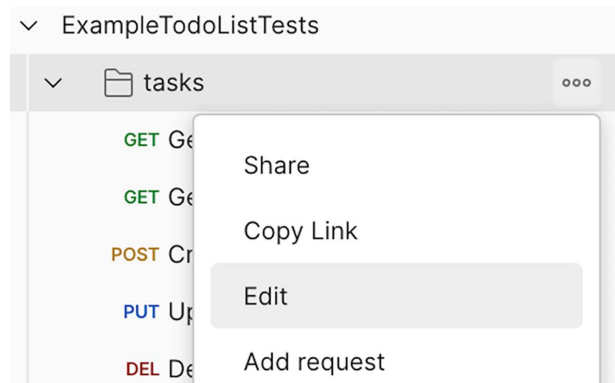 ExampleTodoListTests
tasks
GET
Share
GET
Copy Link
POST
Edit
PUT
DEL
Add request